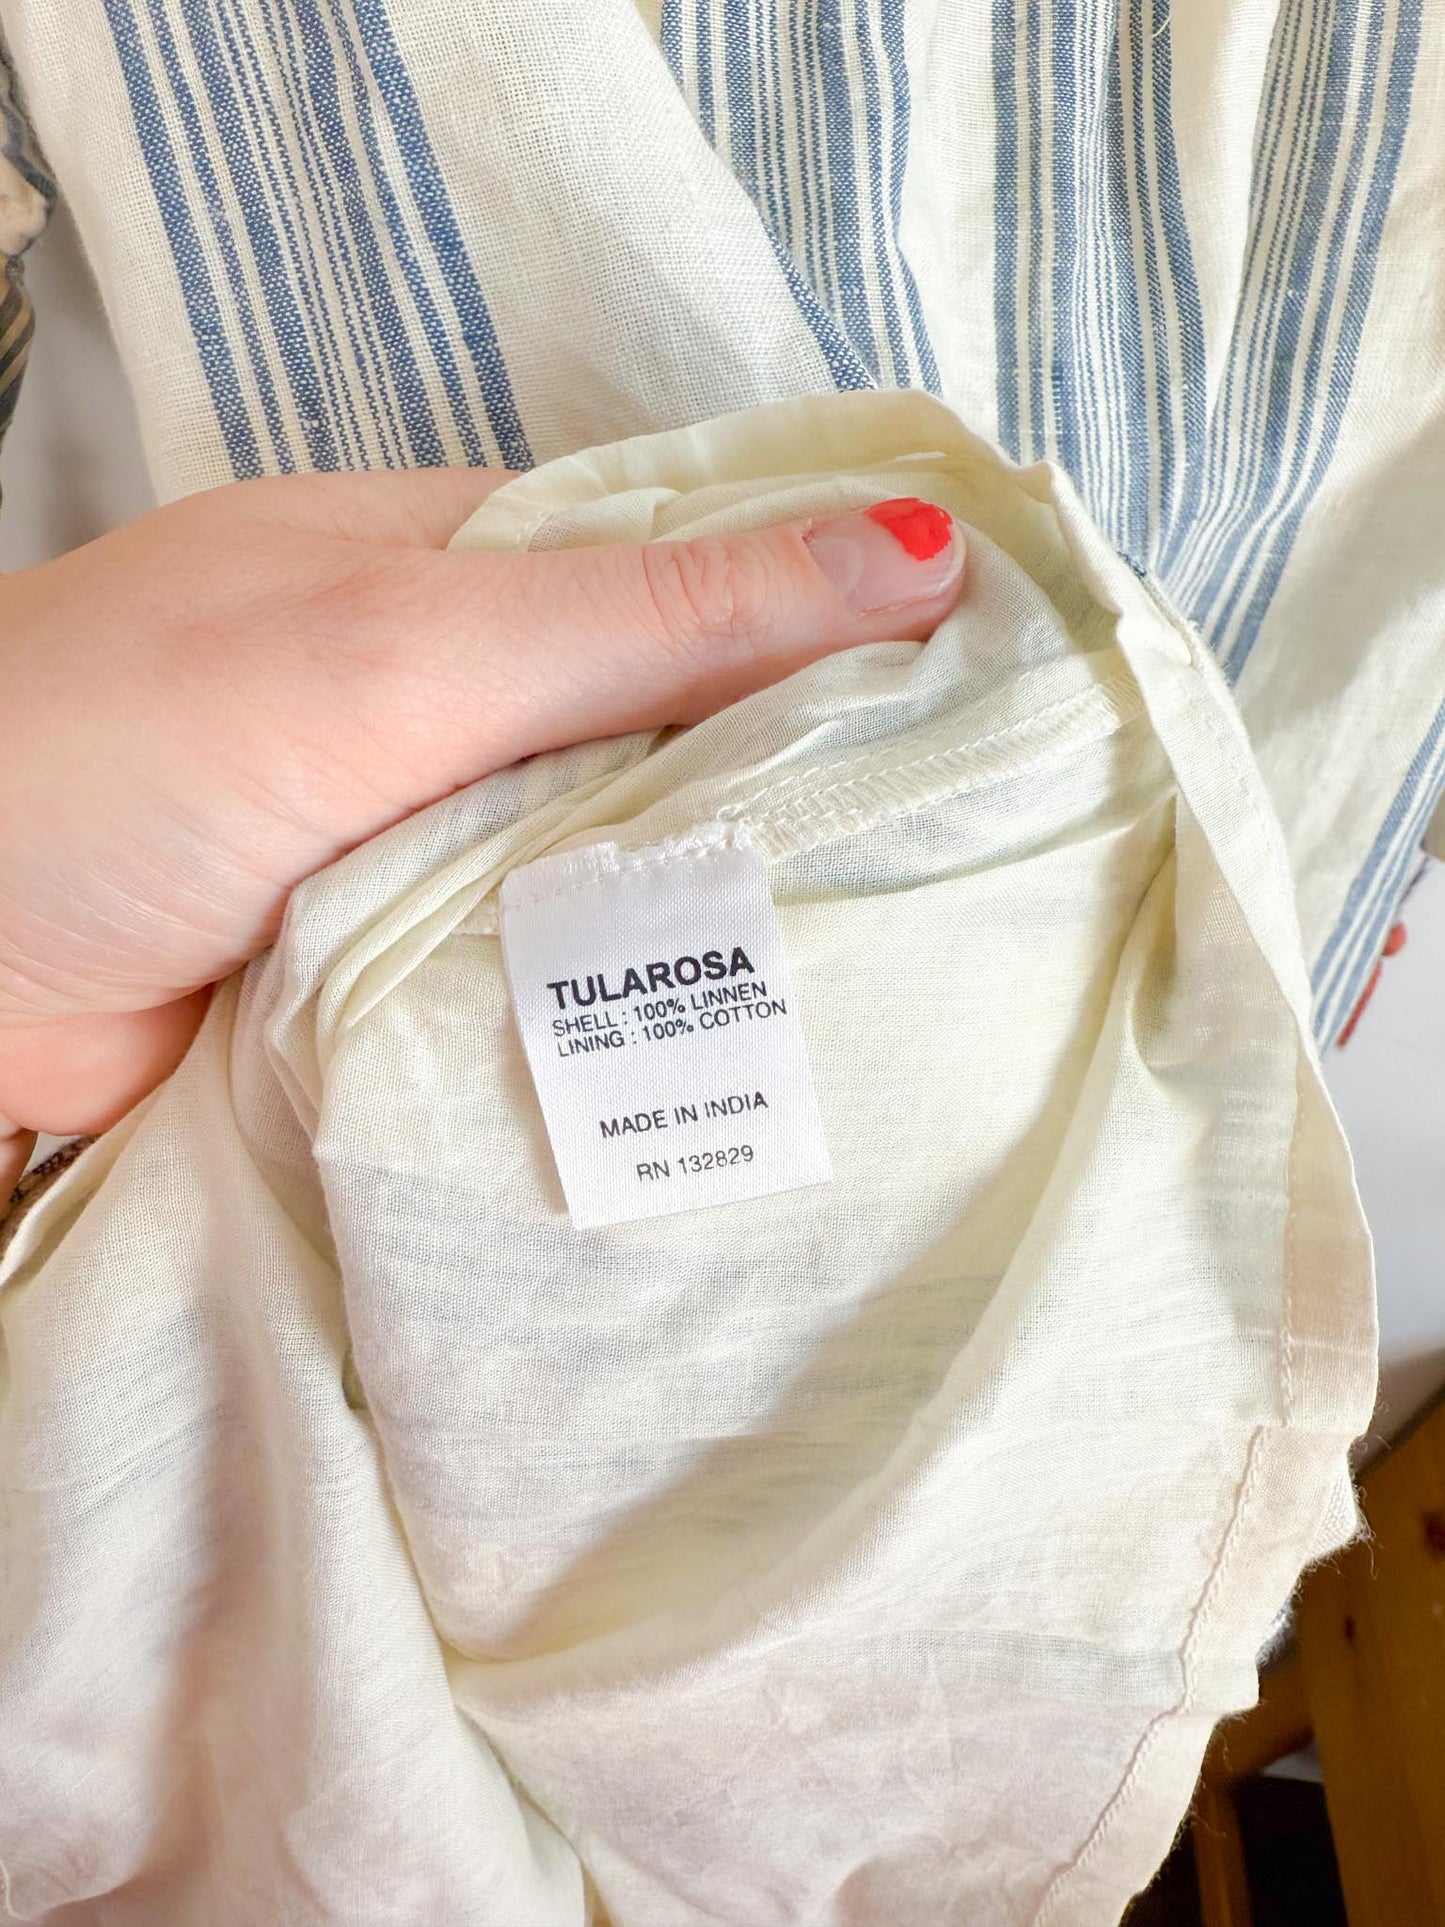 TULAROSA
SHELL : 100% LINNEN
LINING : 100% COTTON
MADE IN INDIA
RN 132829